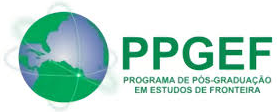 PPGEF
PROGRAMA DE PÓS-GRADUAÇÃO
EM ESTUDOS DE FRONTEIRA